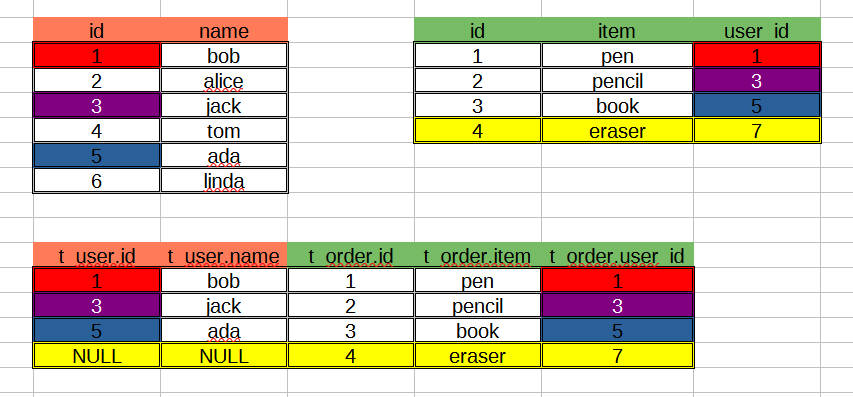 id name id item user_id
1 bob 1 pen 1
2 alice 2 pencil 3
3 jack 3 book 5
4 tom 4 eraser 7
5 ada
6 linda
t_user.id t_user.name t_order.id t_order.item t_order.user_id
1 bob 1 pen 1
3 jack 2 pencil 3
5 ada 3 book 5
NULL NULL 4 eraser 7